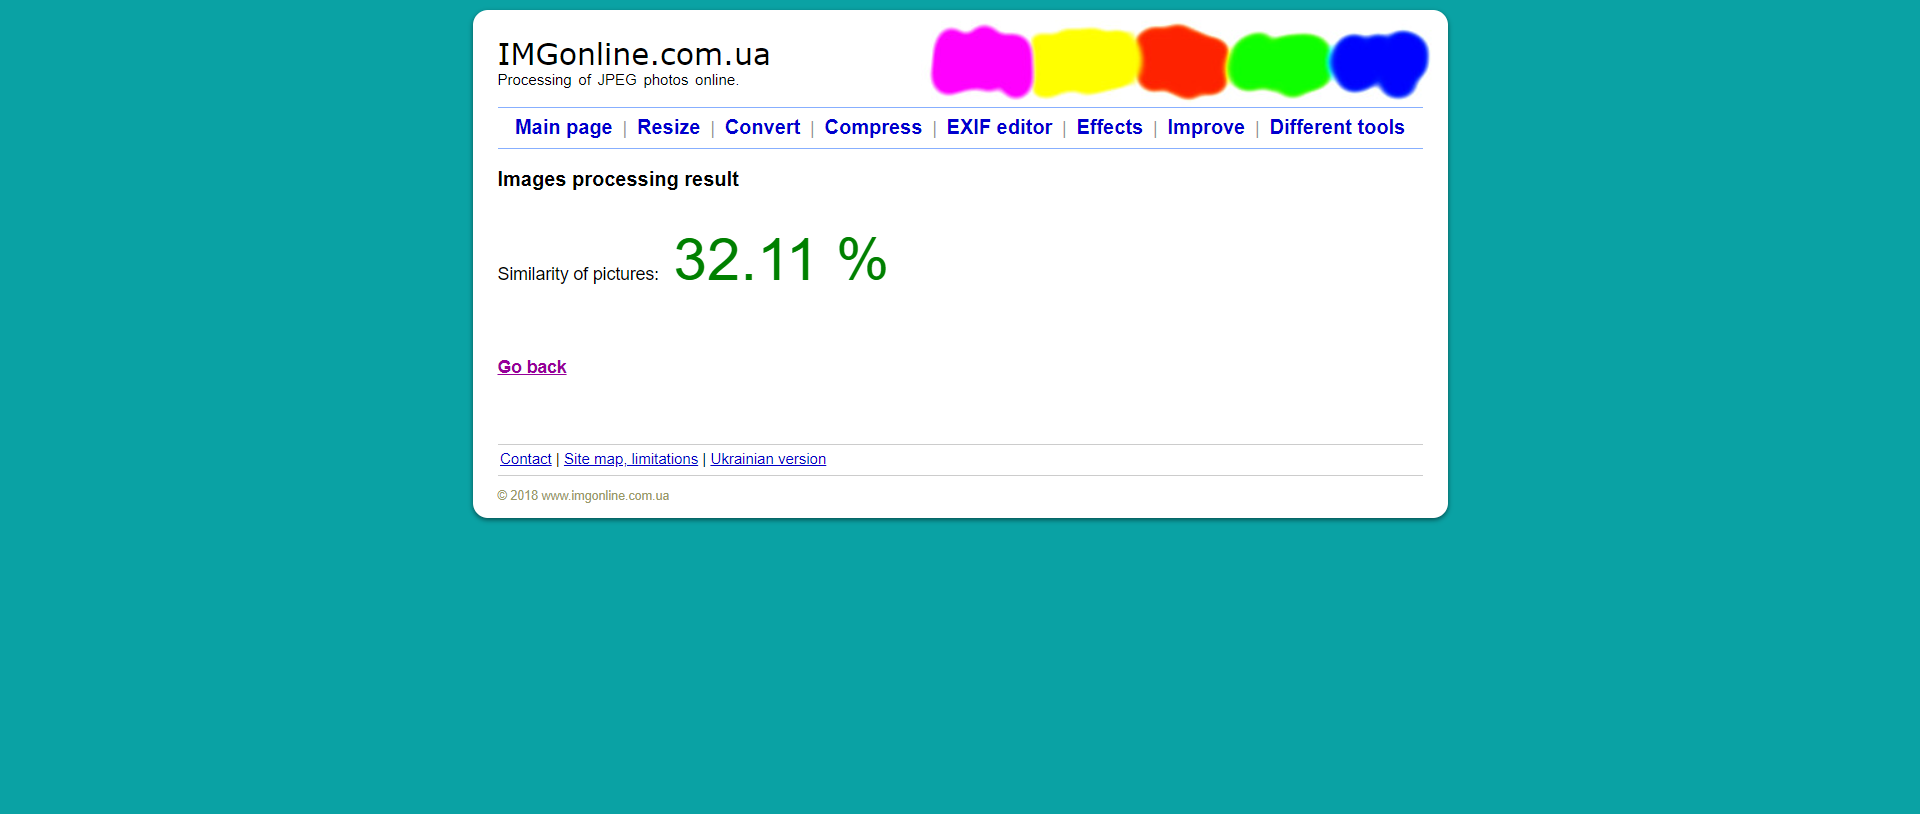 IMGonline.com.ua
Processing of JPEG photos online.
Main page | Resize | Convert | Compress | EXIF editor | Effects | Improve | Different tools
Images processing result
Similarity of pictures: 32.11 %
Go back
Contact | Site map, limitations | Ukrainian version
© 2018 www.imgonline.com.ua